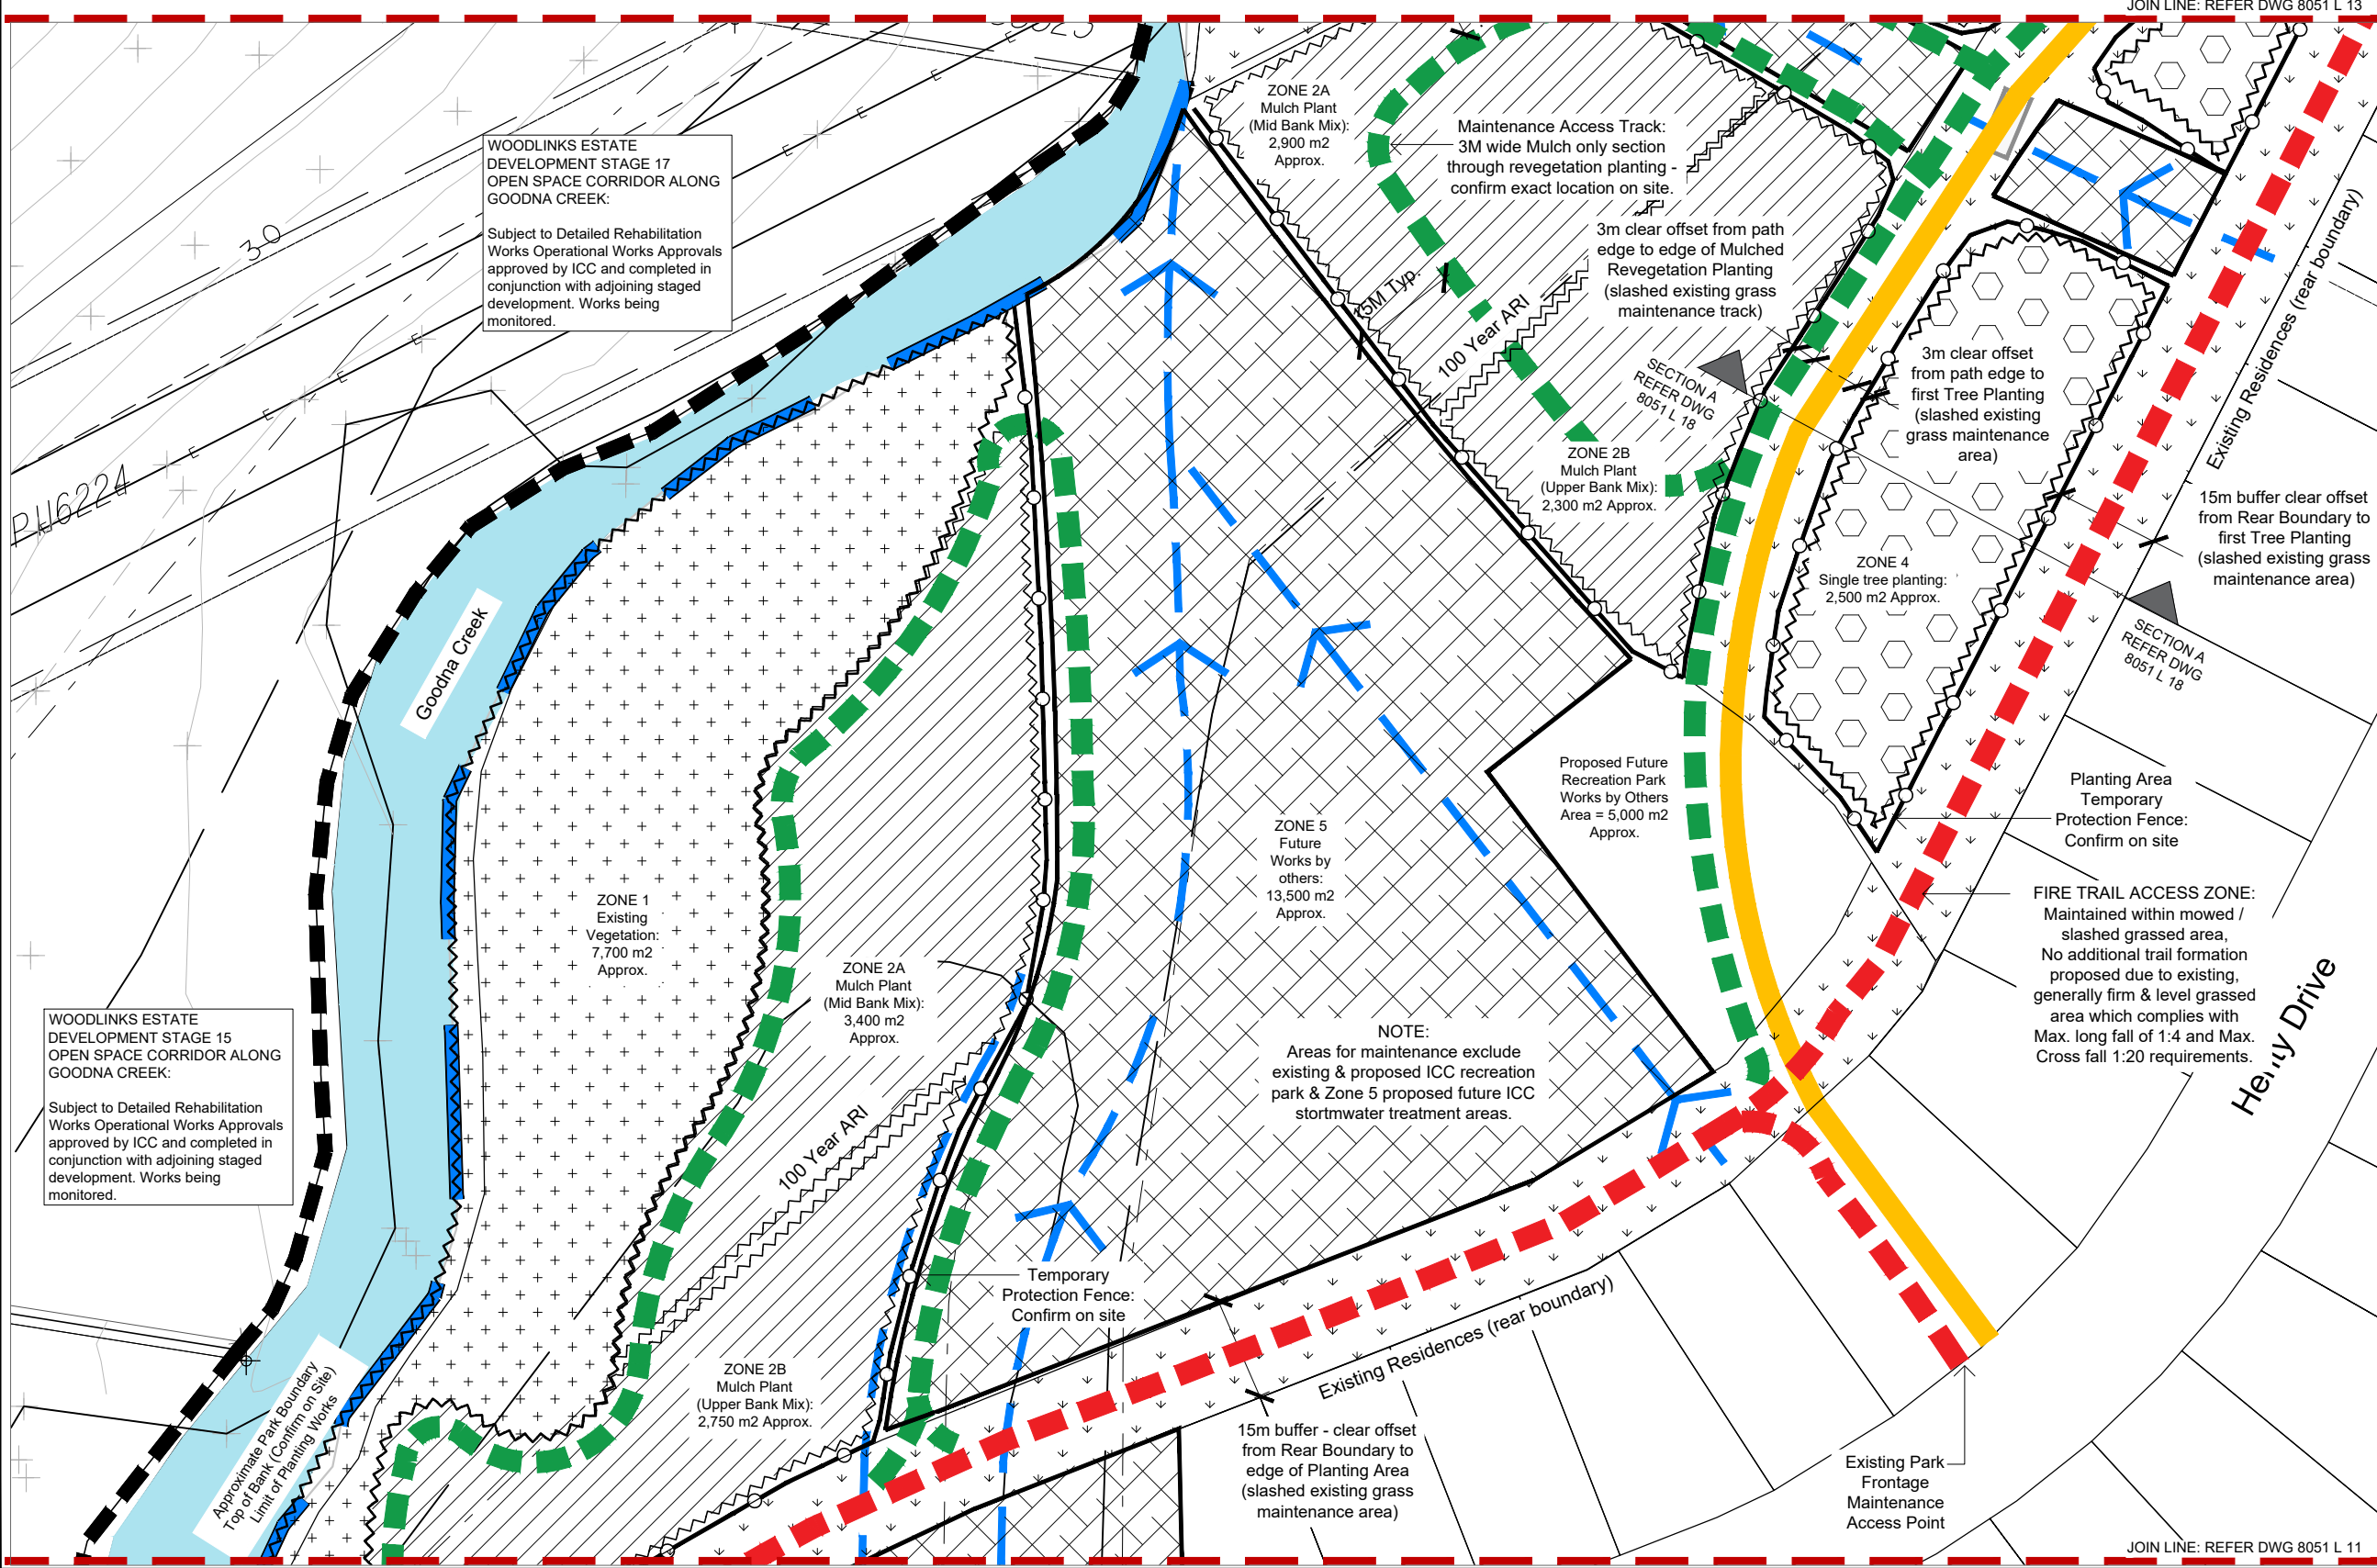 JOIN LINE: REFER DWG 8051 L 13
WOODLINKS ESTATE
DEVELOPMENT STAGE 17
OPEN SPACE CORRIDOR ALONG
GOODNA CREEK:
Subject to Detailed Rehabilitation
Works Operational Works Approvals
approved by ICC and completed in
conjunction with adjoining staged
development. Works being
monitored.
30
PH6224
ZONE 2A
Mulch Plant
(Mid Bank Mix):
2,900 m2
Approx.
Maintenance Access Track:
3M wide Mulch only section
through revegetation planting -
confirm exact location on site.
3m clear offset from path
edge to edge of Mulched
Revegetation Planting
(slashed existing grass
maintenance track)
15M Typ.
100 Year ARI
SECTION A
REFER DWG
8051 L 18
ZONE 2B
Mulch Plant
(Upper Bank Mix):
2,300 m2 Approx.
3m clear offset
from path edge to
first Tree Planting
(slashed existing
grass maintenance
area)
Existing Residences (rear boundary)
15m buffer clear offset
from Rear Boundary to
first Tree Planting
(slashed existing grass
maintenance area)
ZONE 4
Single tree planting:
2,500 m2 Approx.
SECTION A
REFER DWG
8051 L 18
Goodna Creek
Proposed Future
Recreation Park
Works by Others
Area = 5,000 m2
Approx.
Planting Area
Temporary
Protection Fence:
Confirm on site
ZONE 5
Future
Works by
others:
13,500 m2
Approx.
ZONE 1
Existing
Vegetation:
7,700 m2
Approx.
FIRE TRAIL ACCESS ZONE:
Maintained within mowed /
slashed grassed area,
No additional trail formation
proposed due to existing,
generally firm & level grassed
area which complies with
Max. long fall of 1:4 and Max.
Cross fall 1:20 requirements.
Henry Drive
ZONE 2A
Mulch Plant
(Mid Bank Mix):
3,400 m2
Approx.
NOTE:
Areas for maintenance exclude
existing & proposed ICC recreation
park & Zone 5 proposed future ICC
stortmwater treatment areas.
WOODLINKS ESTATE
DEVELOPMENT STAGE 15
OPEN SPACE CORRIDOR ALONG
GOODNA CREEK:
Subject to Detailed Rehabilitation
Works Operational Works Approvals
approved by ICC and completed in
conjunction with adjoining staged
development. Works being
monitored.
100 Year ARI
Temporary
Protection Fence:
Confirm on site
Existing Residences (rear boundary)
ZONE 2B
Mulch Plant
(Upper Bank Mix):
2,750 m2 Approx.
Approximate Park Boundary
Top of Bank (Confirm on Site)
Limit of Planting Works
15m buffer - clear offset
from Rear Boundary to
edge of Planting Area
(slashed existing grass
maintenance area)
Existing Park
Frontage
Maintenance
Access Point
JOIN LINE: REFER DWG 8051 L 11